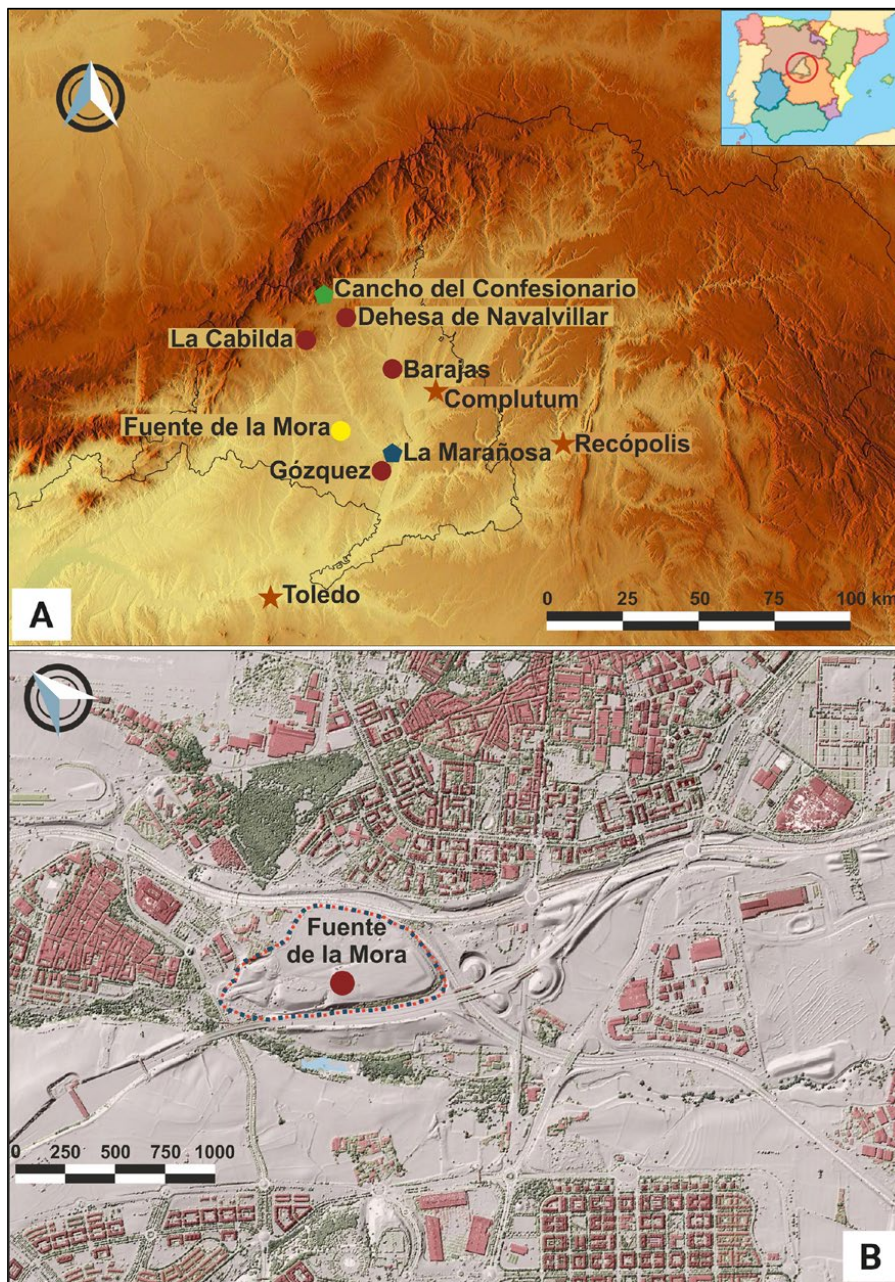 Cancho del Confesionario
Dehesa de Navalvillar
La Cabilda
Barajas
Complutum
Fuente de la Mora
La Marañosa
Recópolis
Gózquez
Toledo
A
0 25 50 75 100 km
Fuente
de la Mora
0 250 500 750 1000
B